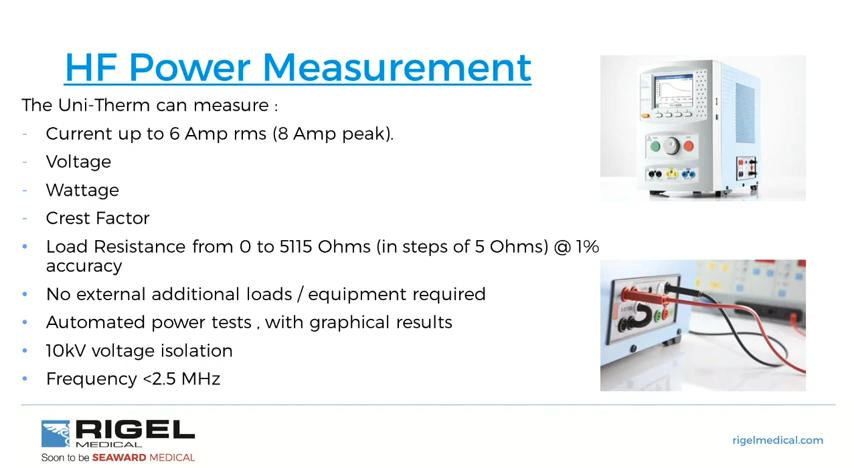 HF Power Measurement
The Uni-Therm can measure :
- Current up to 6 Amp rms (8 Amp peak).
- Voltage
- Wattage
- Crest Factor
• Load Resistance from 0 to 5115 Ohms (in steps of 5 Ohms) @ 1%
accuracy
• No external additional loads / equipment required
• Automated power tests , with graphical results
• 10kV voltage isolation
• Frequency <2.5 MHz
RIGEL
MEDICAL
Soon to be SEAWARD MEDICAL
rigelmedical.com